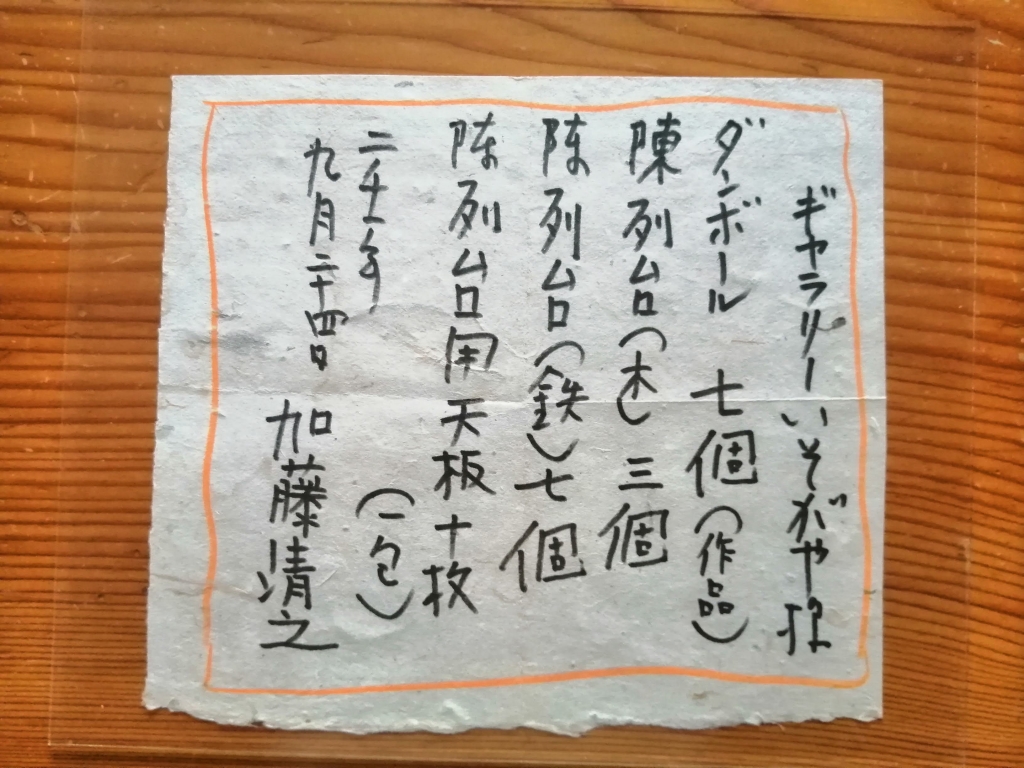 ギャラリーいそがや様
ダンボール 七個(作品)
陳列台(木)三個
陳列台(鉄)七個
陳列台用天板十枚
(一包)
二千十一年
九月二十四日
加藤清之